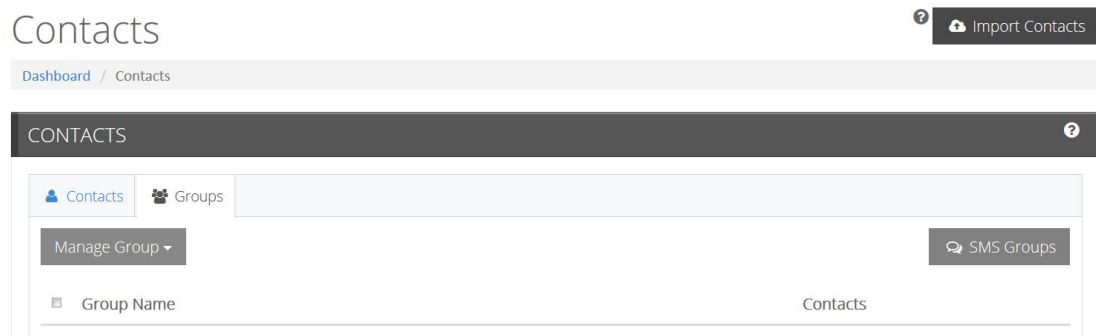 Contacts
Import Contacts
Dashboard / Contacts
CONTACTS
Contacts Groups
Manage Group SMS Groups
Group Name Contacts